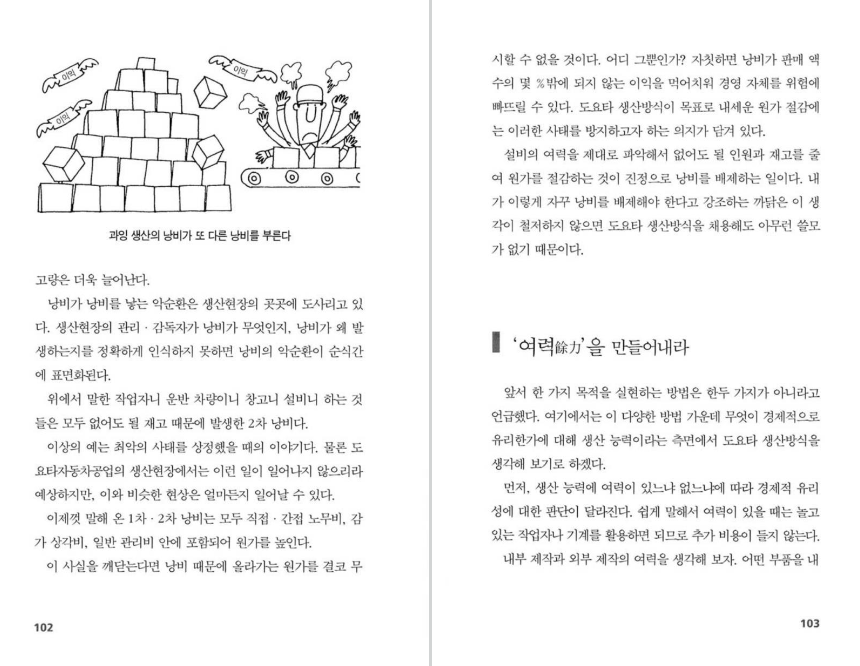 이익
이익
이익
이익
과잉 생산의 낭비가 또 다른 낭비를 부른다
고량은 더욱 늘어난다.
낭비가 낭비를 낳는 악순환은 생산현장의 곳곳에 도사리고 있
다. 생산현장의 관리 · 감독자가 낭비가 무엇인지, 낭비가 왜 발
생하는지를 정확하게 인식하지 못하면 낭비의 악순환이 순식간
에 표면화된다.
위에서 말한 작업자니 운반 차량이니 창고니 설비니 하는 것
들은 모두 없어도 될 재고 때문에 발생한 2차 낭비다.
이상의 예는 최악의 사태를 상정했을 때의 이야기다. 물론 도
요타자동차공업의 생산현장에서는 이런 일이 일어나지 않으리라
예상하지만, 이와 비슷한 현상은 얼마든지 일어날 수 있다.
이제껏 말해 온 1차 · 2차 낭비는 모두 직접 · 간접 노무비, 감
가 상각비, 일반 관리비 안에 포함되어 원가를 높인다.
이 사실을 깨닫는다면 낭비 때문에 올라가는 원가를 결코 무
102
시할 수 없을 것이다. 어디 그뿐인가? 자칫하면 낭비가 판매 액
수의 몇 %밖에 되지 않는 이익을 먹어치워 경영 자체를 위험에
빠뜨릴 수 있다. 도요타 생산방식이 목표로 내세운 원가 절감에
는 이러한 사태를 방지하고자 하는 의지가 담겨 있다.
설비의 여력을 제대로 파악해서 없어도 될 인원과 재고를 줄
여 원가를 절감하는 것이 진정으로 낭비를 배제하는 일이다. 내
가 이렇게 자꾸 낭비를 배제해야 한다고 강조하는 까닭은 이 생
각이 철저하지 않으면 도요타 생산방식을 채용해도 아무런 쓸모
가 없기 때문이다.
‘여력餘力’을 만들어내라
앞서 한 가지 목적을 실현하는 방법은 한두 가지가 아니라고
언급했다. 여기에서는 이 다양한 방법 가운데 무엇이 경제적으로
유리한가에 대해 생산 능력이라는 측면에서 도요타 생산방식을
생각해 보기로 하겠다.
먼저, 생산 능력에 여력이 있느냐 없느냐에 따라 경제적 유리
성에 대한 판단이 달라진다. 쉽게 말해서 여력이 있을 때는 놀고
있는 작업자나 기계를 활용하면 되므로 추가 비용이 들지 않는다.
내부 제작과 외부 제작의 여력을 생각해 보자. 어떤 부품을 내
103